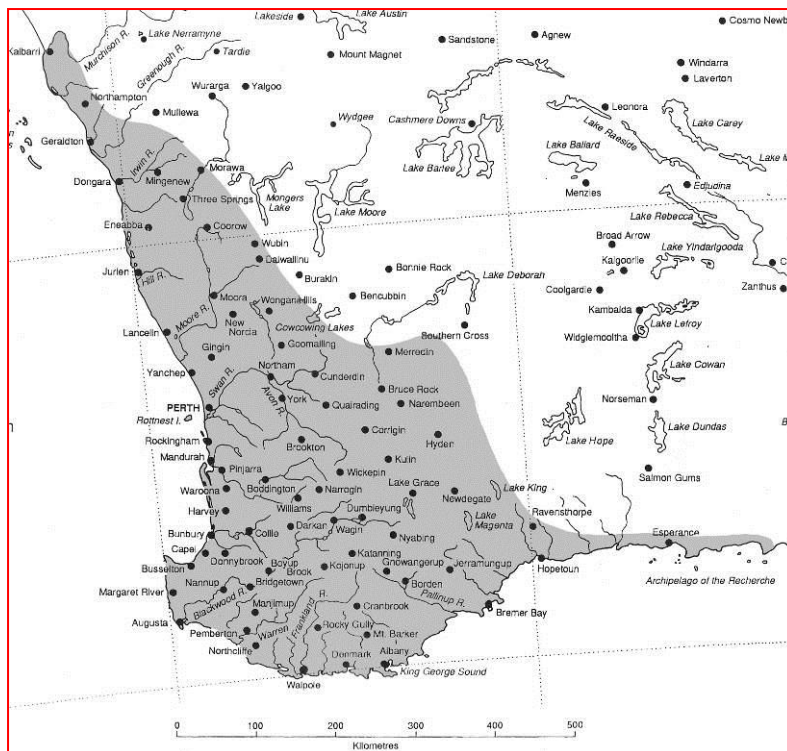 Lakeside
Lake Austin
Cosmo Newb
Lake Nerramyne
Sandstone
Agnew
Kalbarri
Murchison R.
Greenough R.
Tardie
Mount Magnet
Windarra
Laverton
Wurarga
Yalgoo
Northampton
Mullewa
Leonora
Wydgee
Cashmere Downs
Lake Carey
Lake Raeside
Geraldton
Irwin R.
Lake Ballard
Lake Barlee
Morawa
Mingenew
Dongara
Menzies
Edjudina
Mongers
Lake
Three Springs
Lake Moore
Lake Rebecca
Eneabba
Coorow
Broad Arrow
Wubin
Lake Yindarlgooda
Dalwallinu
Kalgoorlie
Jurien
Hill R.
Burakin
Bonnie Rock
Lake Deborah
Coolgardie
Zanthus
Moora
Wongan Hills
Bencubbin
Kambalda
Moore R.
New
Norcia
Cowcowing Lakes
Lake Lefroy
Lancelin
Southern Cross
Widgiemooltha
Gingin
Goomalling
Merredin
Lake Cowan
Yanchep
Northam
Cunderdin
Swan R.
Avon R.
Bruce Rock
Norseman
York
Quairading
Narembeen
PERTH
Rottnest I.
Lake Dundas
Corrigin
Hyden
Lake Hope
Rockingham
Brookton
Mandurah
Kulin
Pinjarra
Wickepin
Salmon Gums
Waroona
Boddington
Narrogin
Lake Grace
Newdegate
Lake King
Williams
Dumbleyung
Harvey
Darkan
Wagin
Lake
Magenta
Ravensthorpe
Bunbury
Collie
Nyabing
Esperance
Capel
Donnybrook
Katanning
Hopetoun
Busselton
Boyup
Brook
Kojonup
Gnowangerup
Jerramungup
Nannup
Bridgetown
Borden
Archipelago of the Recherche
Margaret River
Blackwood R.
Pallinup R.
Manjimup
Frankland R.
Cranbrook
Bremer Bay
Augusta
Pemberton
Warren
Rocky Gully
Mt. Barker
Northcliffe
Denmark
Albany
King George Sound
Walpole
0 100 200 300 400 500
Kilometres